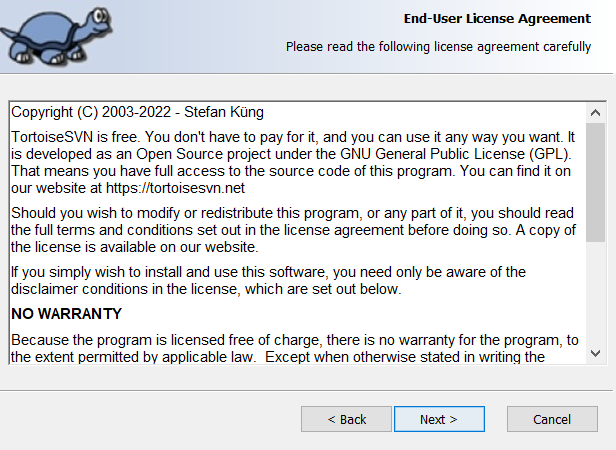 End-User License Agreement
Please read the following license agreement carefully
Copyright (C) 2003-2022 - Stefan Küng
TortoiseSVN is free. You don't have to pay for it, and you can use it any way you want. It
is developed as an Open Source project under the GNU General Public License (GPL).
That means you have full access to the source code of this program. You can find it on
our website at https://tortoisesvn.net
Should you wish to modify or redistribute this program, or any part of it, you should read
the full terms and conditions set out in the license agreement before doing so. A copy of
the license is available on our website.
If you simply wish to install and use this software, you need only be aware of the
disclaimer conditions in the license, which are set out below.
NO WARRANTY
Because the program is licensed free of charge, there is no warranty for the program, to
the extent permitted by applicable law.  Except when otherwise stated in writing the
< Back
Next >
Cancel